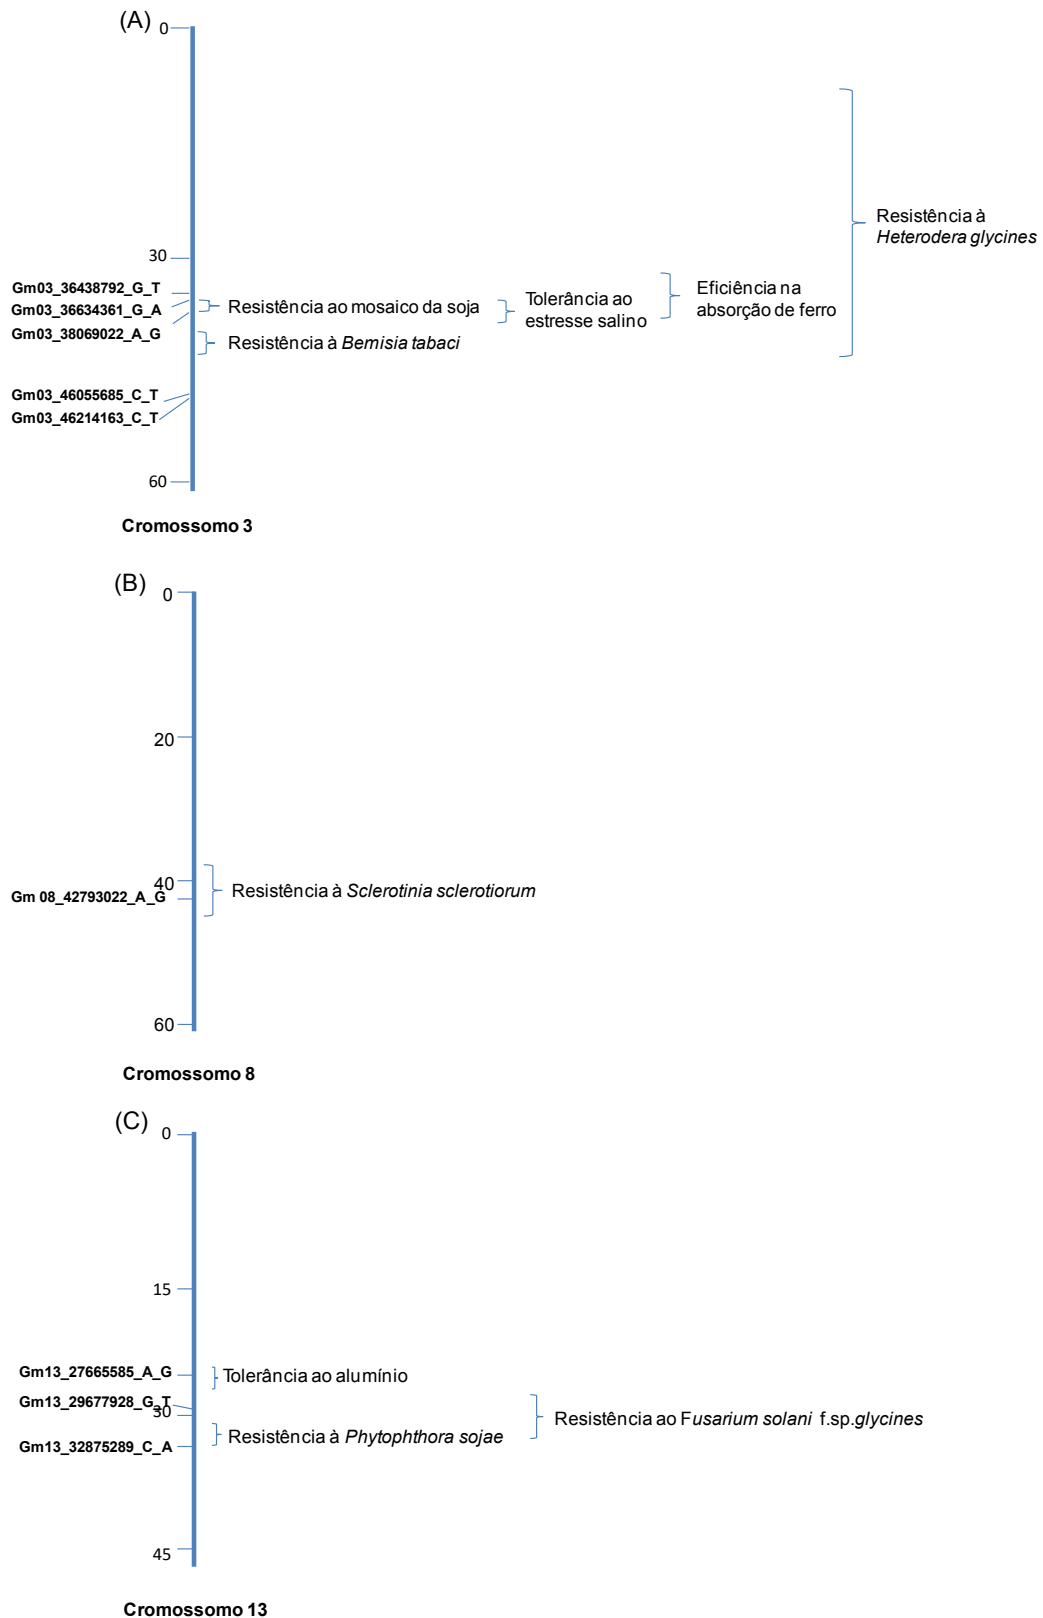 (A)
0
30
Gm03_36438792_G_T
Gm03_36634361_G_A
Gm03_38069022_A_G
Resistência ao mosaico da soja
Resistência à Bemisia tabaci
Tolerância ao
estresse salino
Eficiência na
absorção de ferro
Resistência à
Heterodera glycines
Gm03_46055685_C_T
Gm03_46214163_C_T
60
Cromossomo 3
(B)
0
20
40
Gm 08_42793022_A_G
Resistência à Sclerotinia sclerotiorum
60
Cromossomo 8
(C)
0
15
Gm13_27665585_A_G
Tolerância ao alumínio
Gm13_29677928_G_T
30
Resistência ao Fusarium solani f.sp.glycines
Resistência à Phytophthora sojae
Gm13_32875289_C_A
45
Cromossomo 13